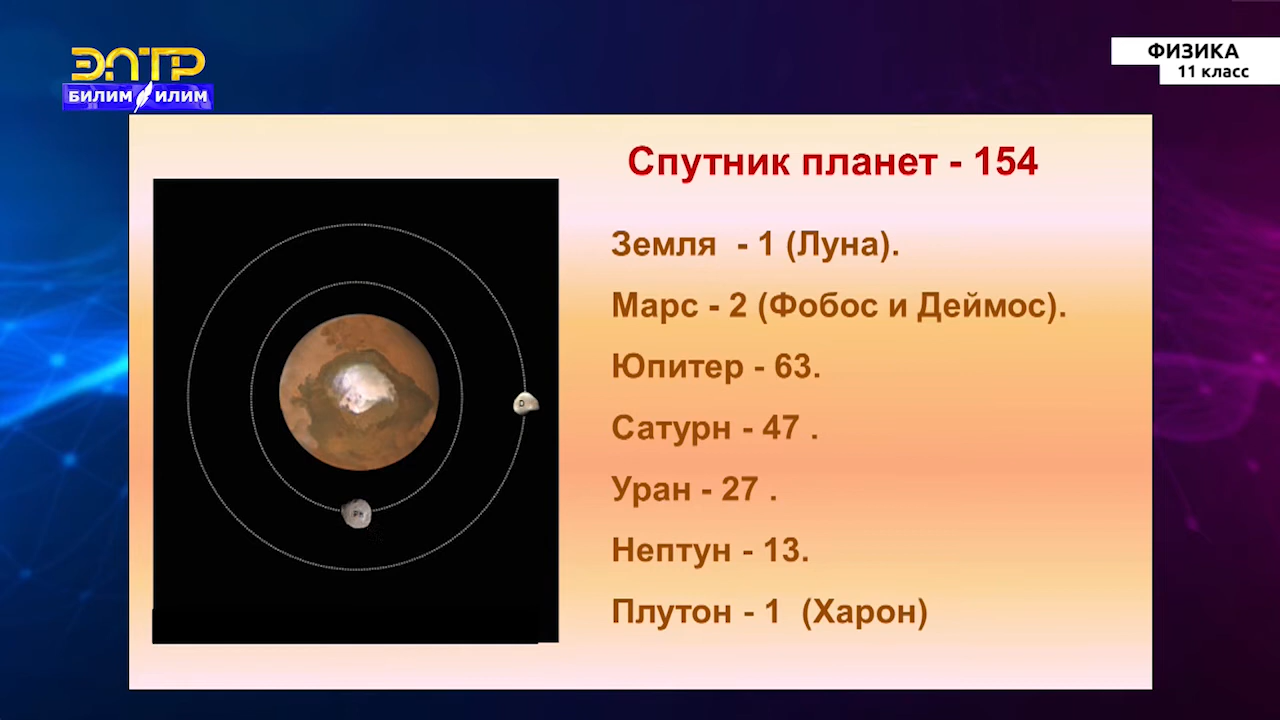 ЭЛТР
БИЛИМ ИЛИМ
ФИЗИКА
11 класс
Спутник планет - 154
Земля - 1 (Луна).
Марс - 2 (Фобос и Деймос).
Юпитер - 63.
Сатурн - 47 .
Уран - 27 .
Нептун - 13.
Плутон - 1 (Харон)
D
Ph